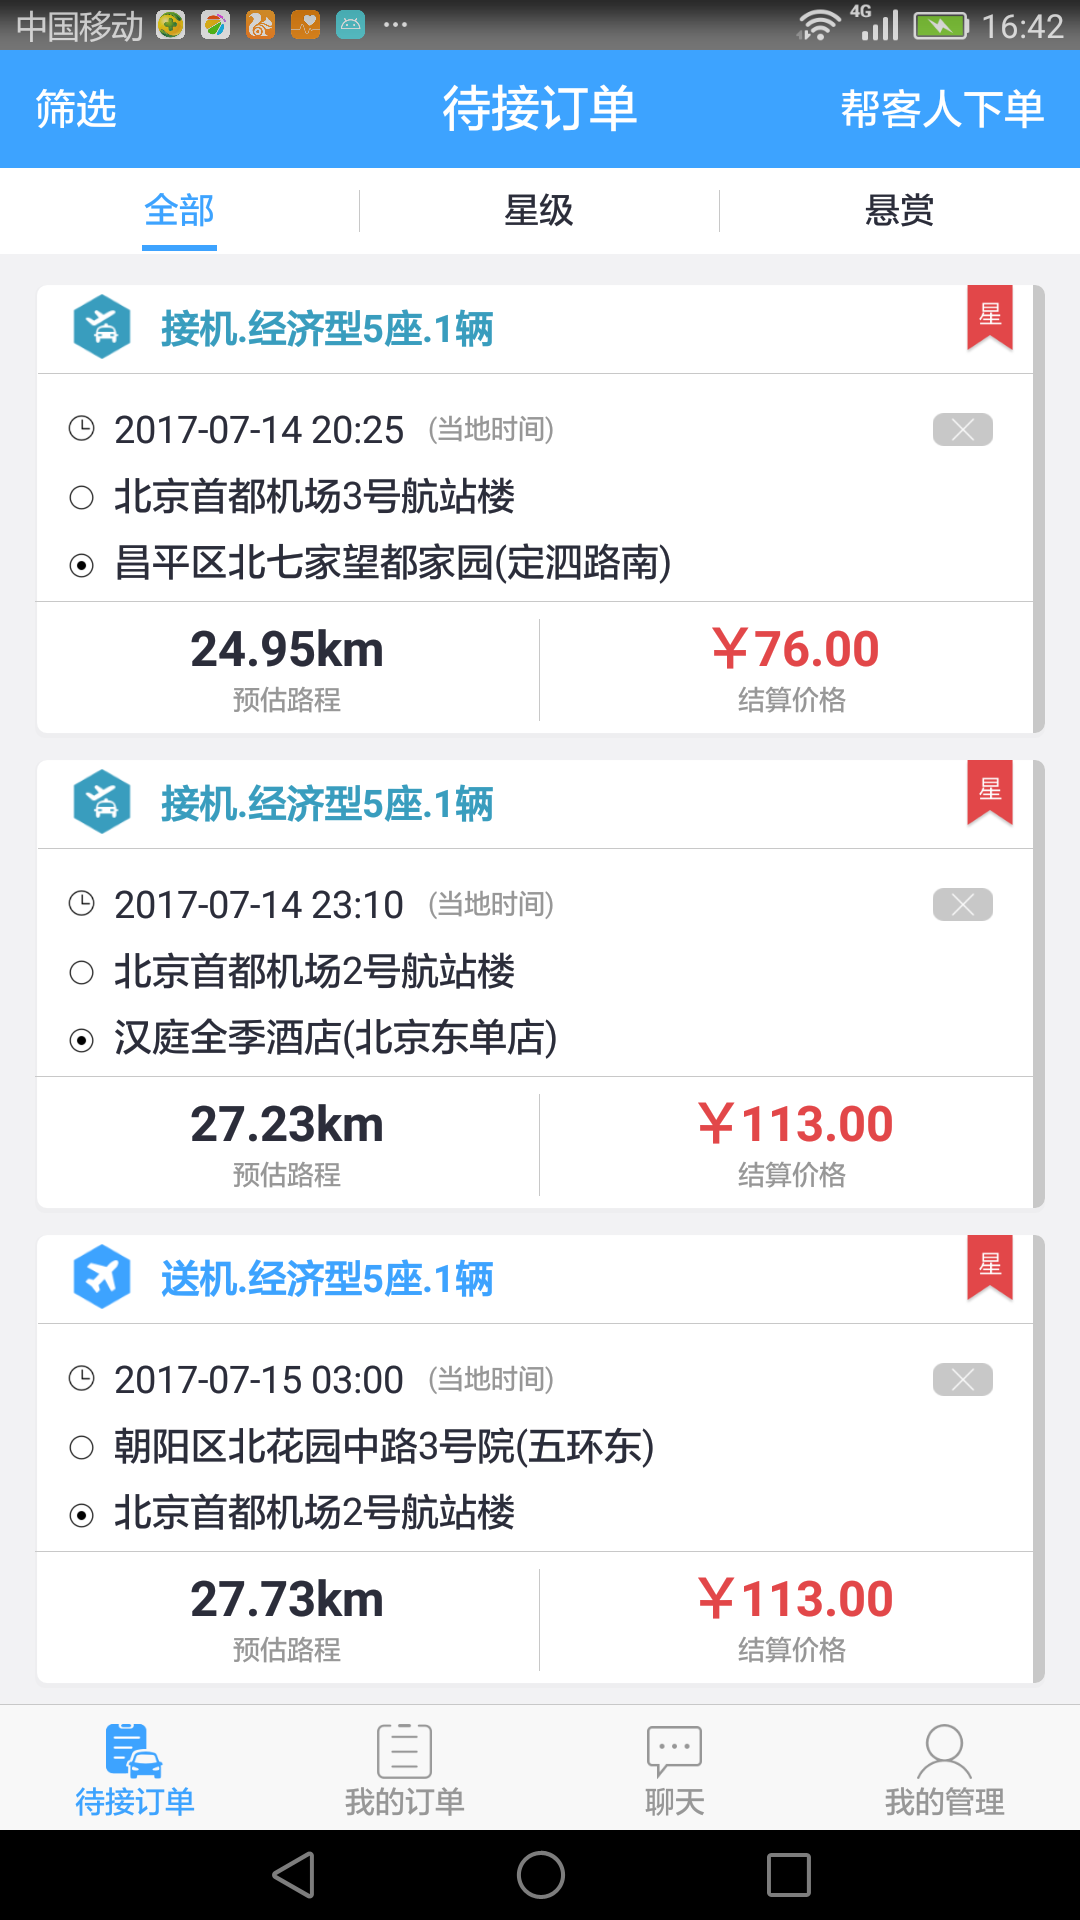 中国移动 4G 16:42
筛选 待接订单 帮客人下单
全部 星级 悬赏
接机.经济型5座.1辆 星
2017-07-14 20:25 (当地时间)
北京首都机场3号航站楼
昌平区北七家望都家园(定泗路南)
24.95km ￥76.00
预估路程 结算价格
接机.经济型5座.1辆 星
2017-07-14 23:10 (当地时间)
北京首都机场2号航站楼
汉庭全季酒店(北京东单店)
27.23km ￥113.00
预估路程 结算价格
送机.经济型5座.1辆 星
2017-07-15 03:00 (当地时间)
朝阳区北花园中路3号院(五环东)
北京首都机场2号航站楼
27.73km ￥113.00
预估路程 结算价格
待接订单 我的订单 聊天 我的管理